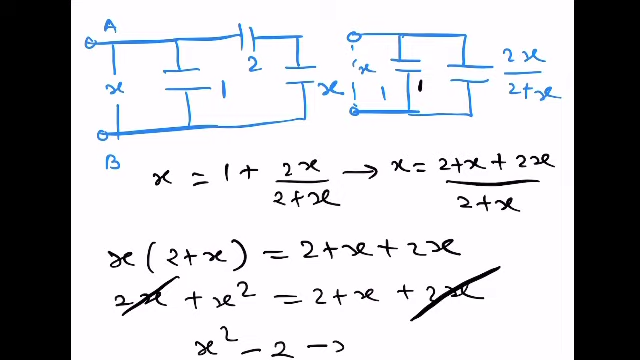 A
x 1 2 x x 1 1 2x/2+x
B
x = 1 + 2x/2+x → x = 2+x+2x/2+x
x(2+x) = 2+x+2x
2x + x² = 2+x + 2x
x² - 2 - x